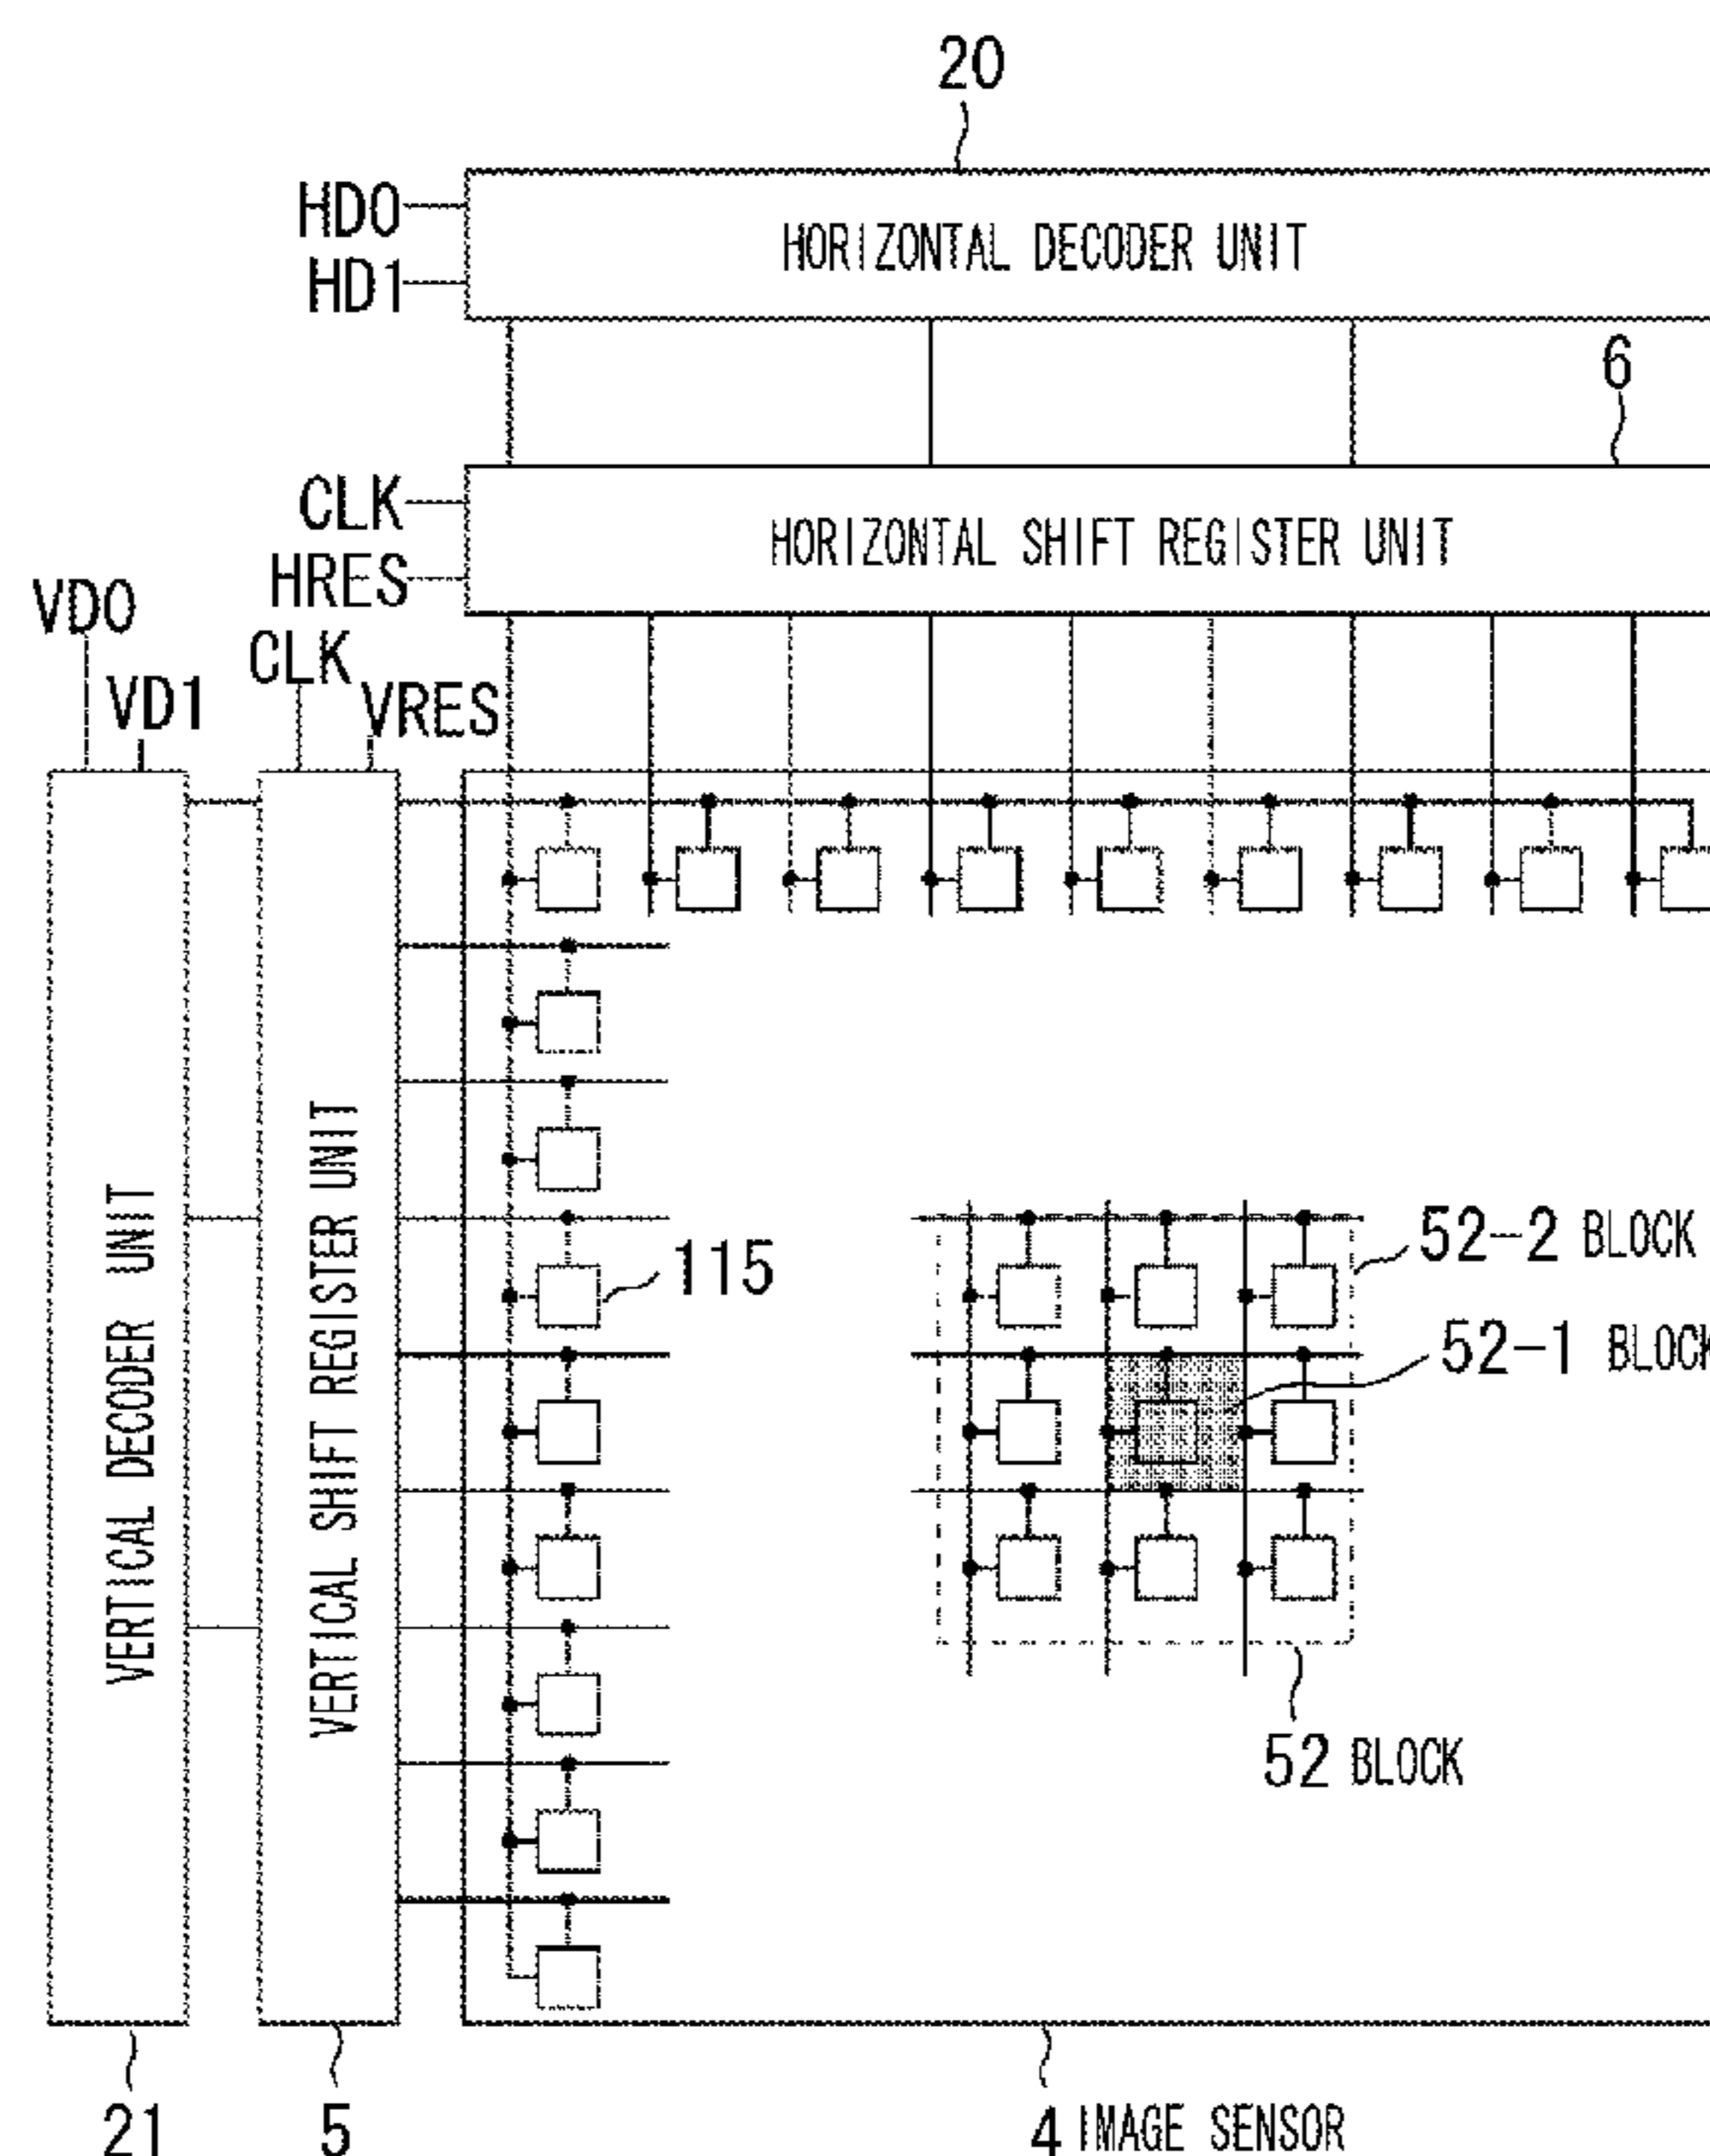 20
HD0
HORIZONTAL DECODER UNIT
HD1
6
CLK
HORIZONTAL SHIFT REGISTER UNIT
HRES
VD0
CLK
VD1
VRES
VERTICAL DECODER UNIT
VERTICAL SHIFT REGISTER UNIT
115
52-2 BLOCK
52-1 BLOCK
52 BLOCK
21
5
4 IMAGE SENSOR